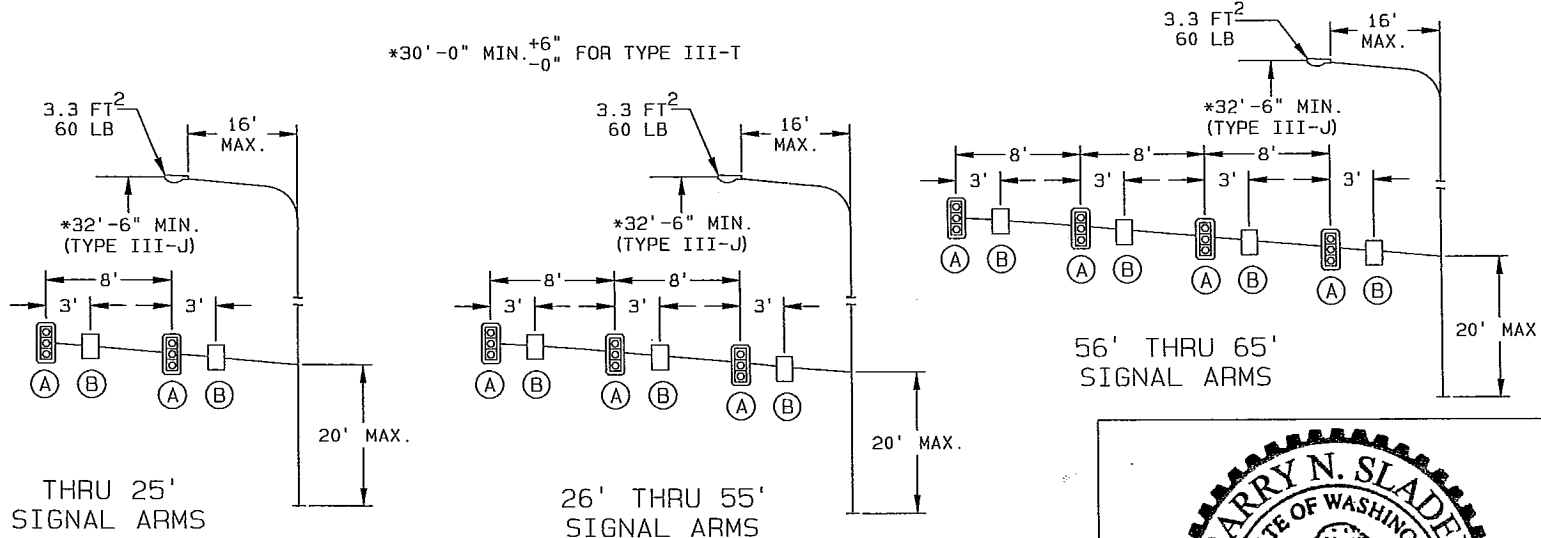 *30'-0" MIN. +6" -0" FOR TYPE III-T
3.3 FT2
60 LB
16'
MAX.
*32'-6" MIN.
(TYPE III-J)
8'
3' 3'
A B A B
20' MAX.
THRU 25'
SIGNAL ARMS
3.3 FT2
60 LB
16'
MAX.
*32'-6" MIN.
(TYPE III-J)
8' 8'
3' 3' 3'
A B A B A B
20' MAX.
26' THRU 55'
SIGNAL ARMS
3.3 FT2
60 LB
16'
MAX.
*32'-6" MIN.
(TYPE III-J)
8' 8' 8'
3' 3' 3' 3'
A B A B A B A B
20' MAX
56' THRU 65'
SIGNAL ARMS
ARRY N. SLADE
TE OF WASHING